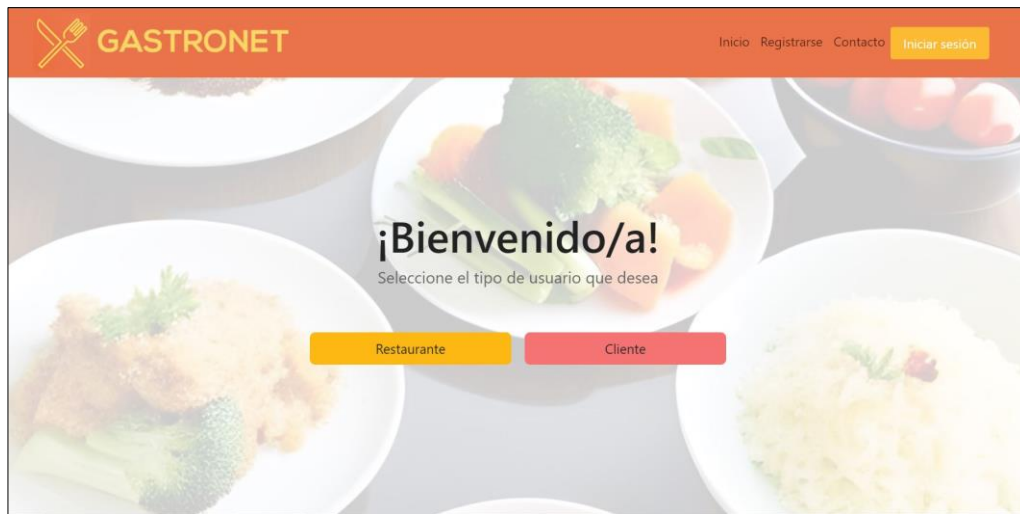 GASTRONET
Inicio Registrarse Contacto Iniciar sesión
¡Bienvenido/a!
Seleccione el tipo de usuario que desea
Restaurante Cliente